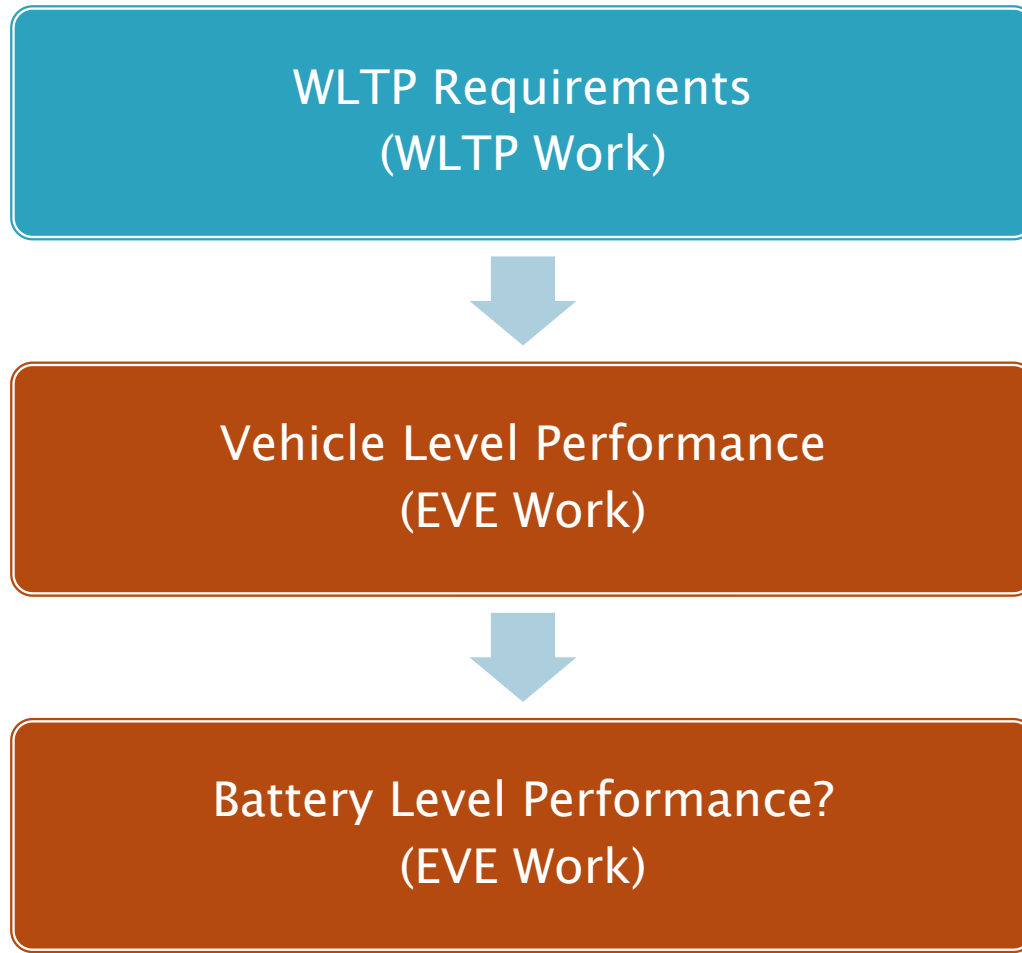 WLTP Requirements
(WLTP Work)
Vehicle Level Performance
(EVE Work)
Battery Level Performance?
(EVE Work)